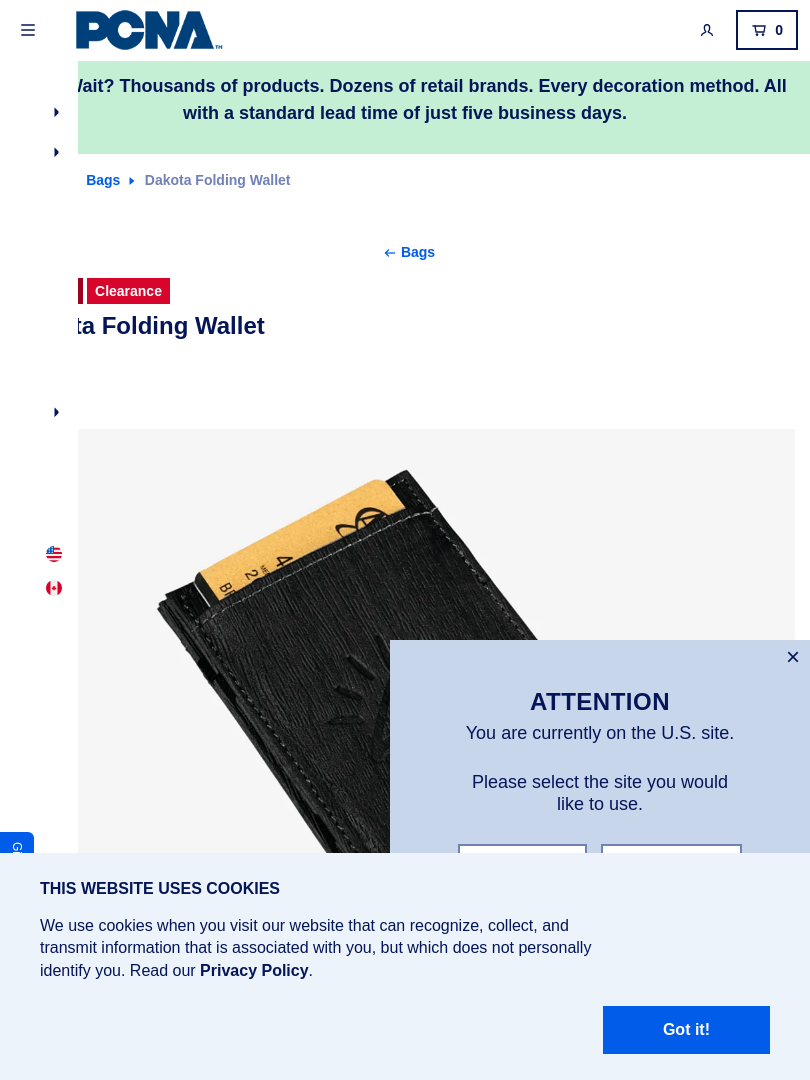 PCNA
0
Wait? Thousands of products. Dozens of retail brands. Every decoration method. All
with a standard lead time of just five business days.
Bags Dakota Folding Wallet
Bags
Clearance
ta Folding Wallet
4
2
ATTENTION
You are currently on the U.S. site.
Please select the site you would
like to use.
THIS WEBSITE USES COOKIES
We use cookies when you visit our website that can recognize, collect, and
transmit information that is associated with you, but which does not personally
identify you. Read our Privacy Policy.
Got it!